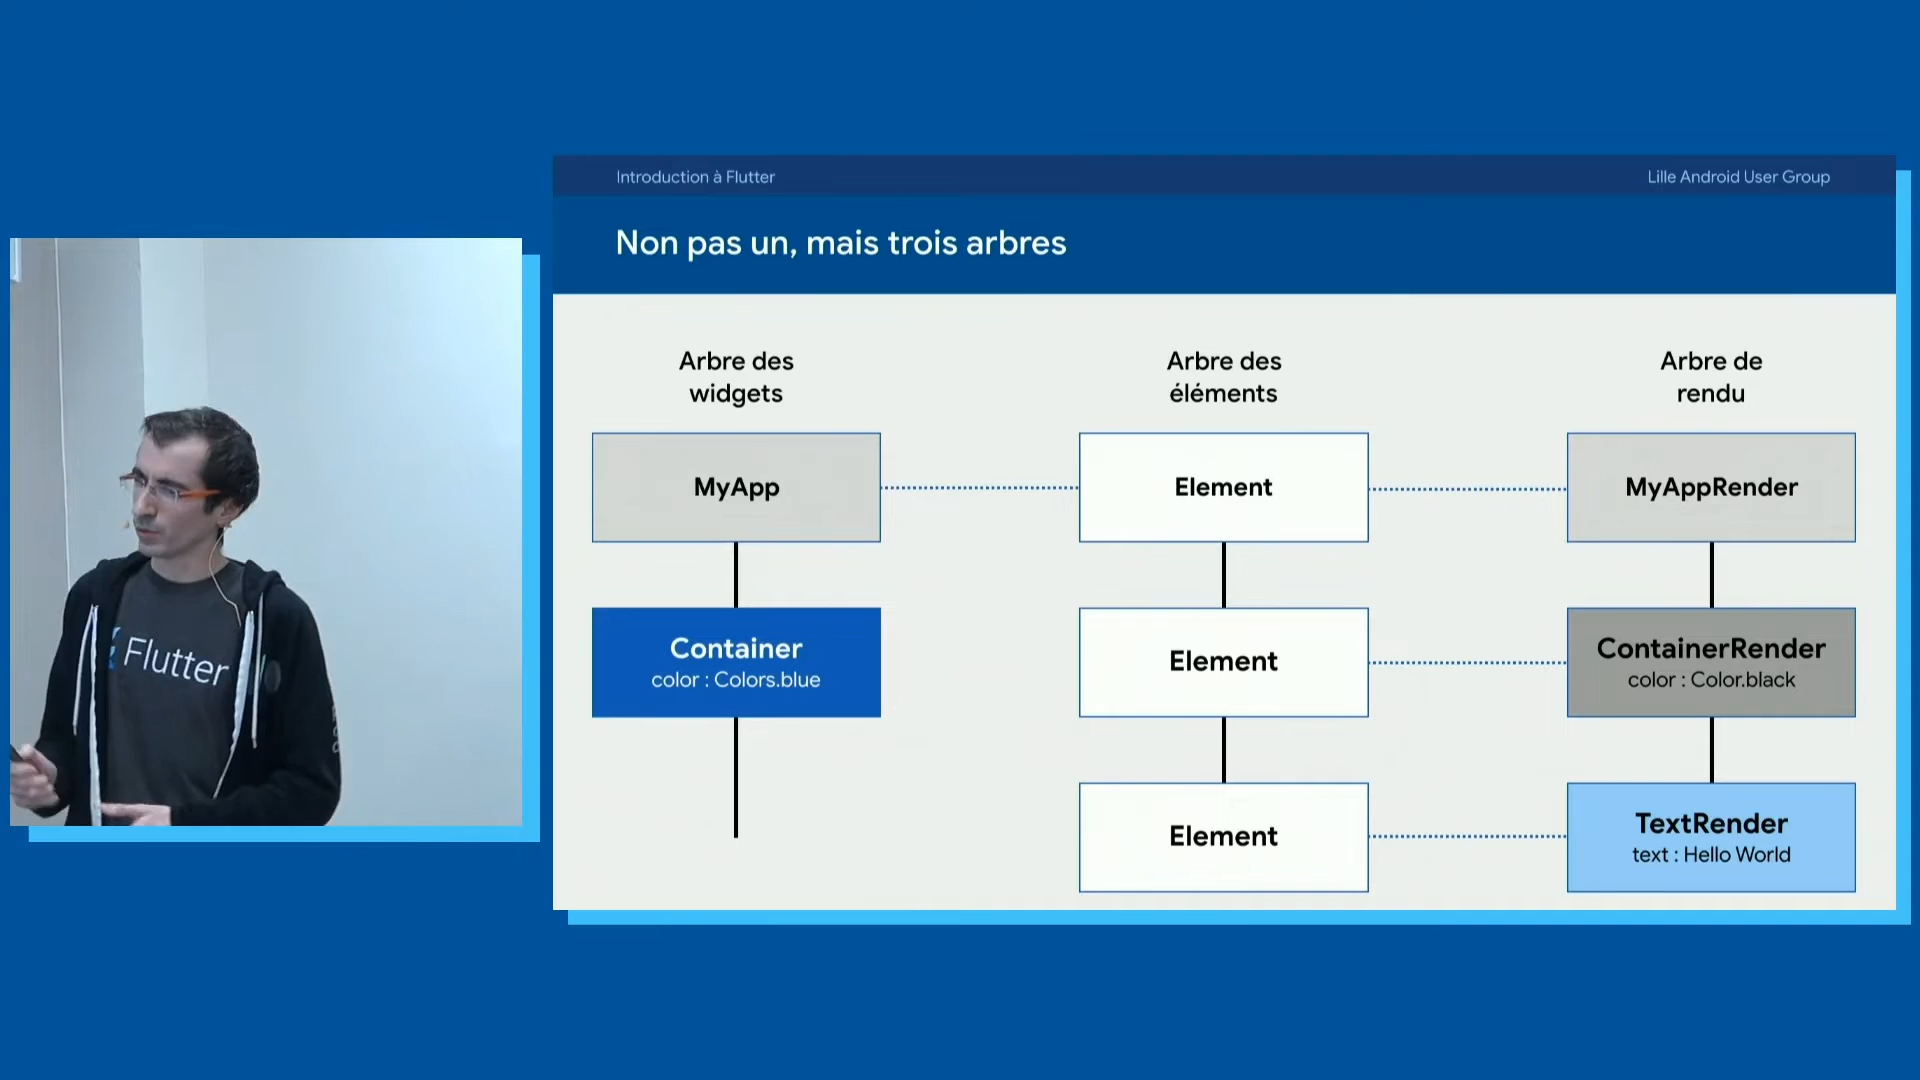 Introduction à Flutter
Lille Android User Group
Non pas un, mais trois arbres
Arbre des
widgets
Arbre des
éléments
Arbre de
rendu
MyApp
Element
MyAppRender
Container
color : Colors.blue
Element
ContainerRender
color : Color.black
Element
TextRender
text : Hello World
Flutter